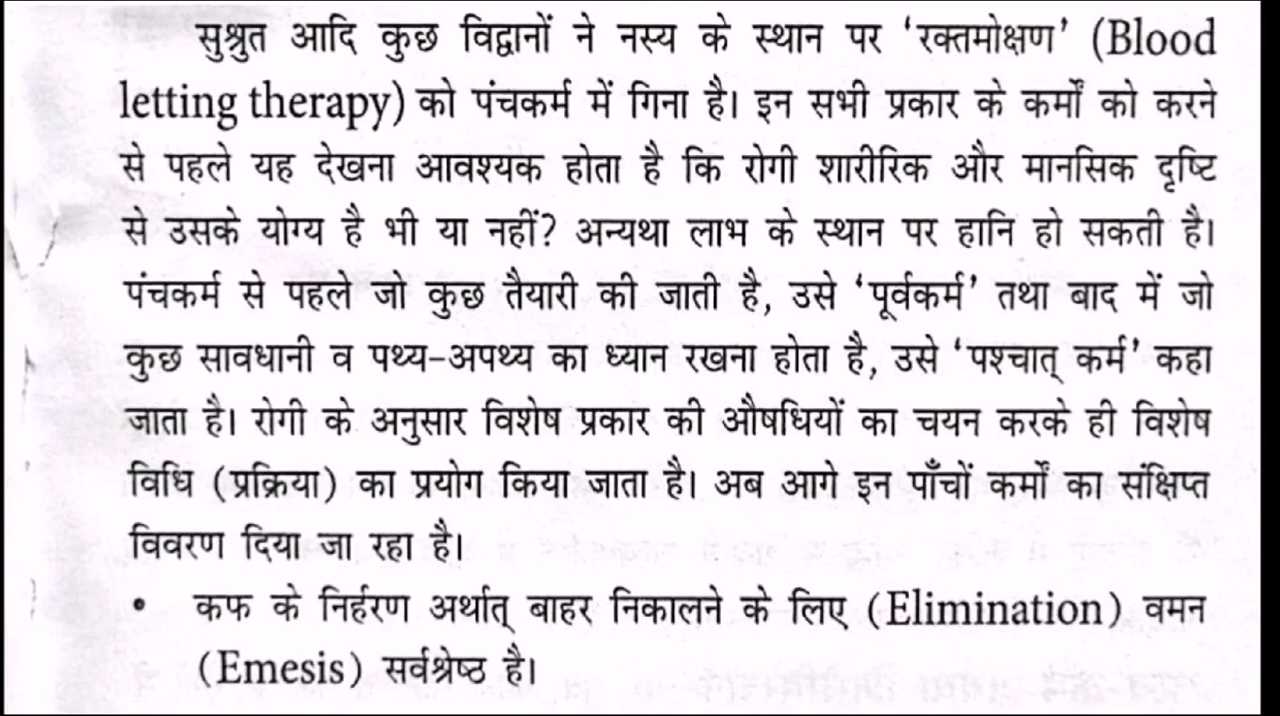 सुश्रुत आदि कुछ विद्वानों ने नस्य के स्थान पर ‘रक्तमोक्षण’ (Blood
letting therapy) को पंचकर्म में गिना है। इन सभी प्रकार के कर्मों को करने
से पहले यह देखना आवश्यक होता है कि रोगी शारीरिक और मानसिक दृष्टि
से उसके योग्य है भी या नहीं? अन्यथा लाभ के स्थान पर हानि हो सकती है।
पंचकर्म से पहले जो कुछ तैयारी की जाती है, उसे ‘पूर्वकर्म’ तथा बाद में जो
कुछ सावधानी व पथ्य-अपथ्य का ध्यान रखना होता है, उसे ‘पश्चात् कर्म’ कहा
जाता है। रोगी के अनुसार विशेष प्रकार की औषधियों का चयन करके ही विशेष
विधि (प्रक्रिया) का प्रयोग किया जाता है। अब आगे इन पाँचों कर्मों का संक्षिप्त
विवरण दिया जा रहा है।
• कफ के निर्हरण अर्थात् बाहर निकालने के लिए (Elimination) वमन
(Emesis) सर्वश्रेष्ठ है।